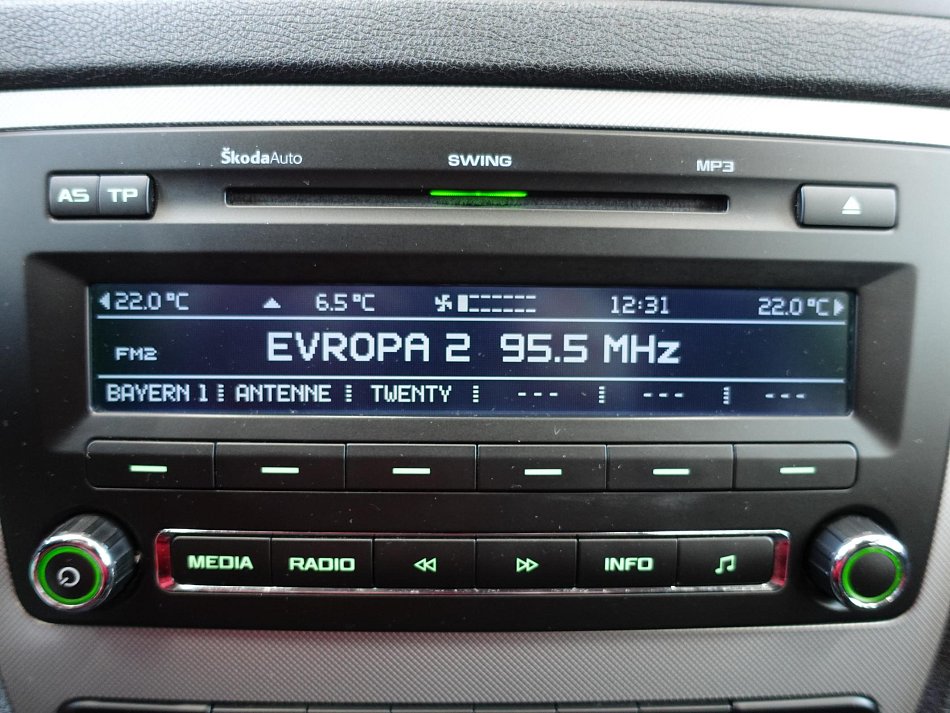 ŠkodaAuto SWING MP3
AS TP
22.0 °C 6.5 °C 12:31 22.0 °C
FM2 EVROPA 2 95.5 MHz
BAYERN 1 ANTENNE TWENTY --- --- ---
MEDIA RADIO INFO